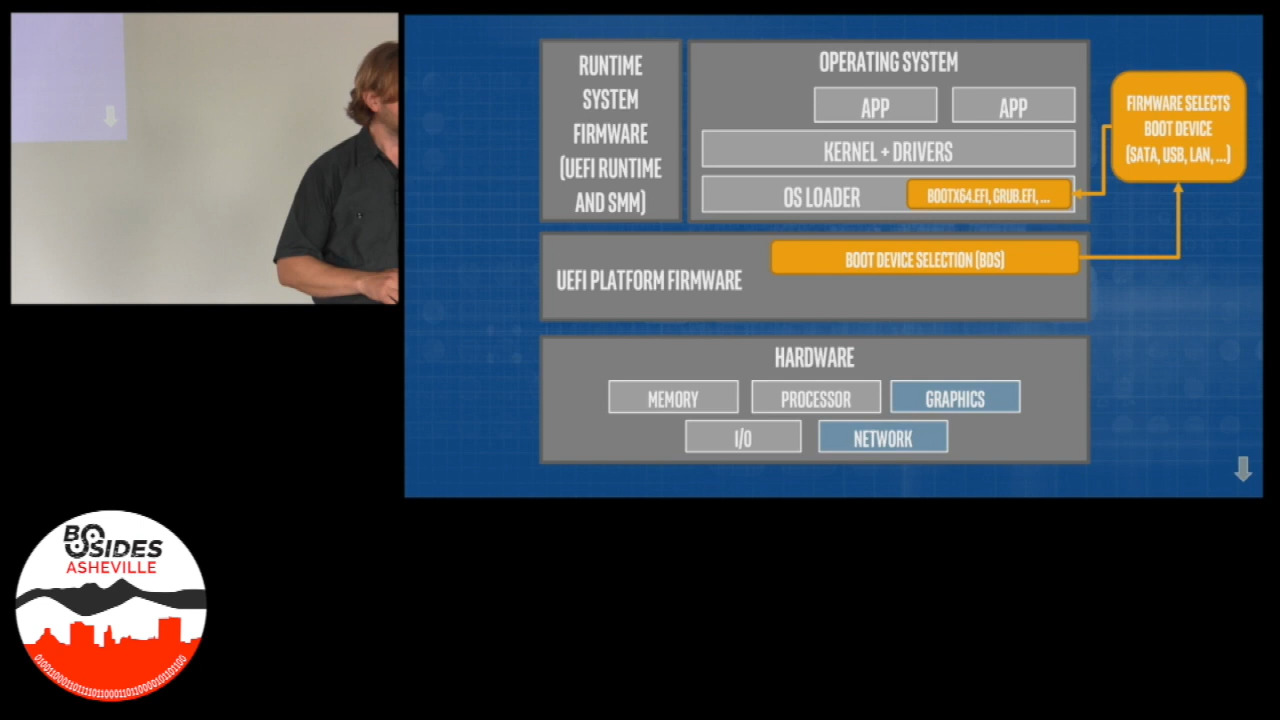 RUNTIME
SYSTEM
FIRMWARE
(UEFI RUNTIME
AND SMM)
OPERATING SYSTEM
APP
APP
KERNEL + DRIVERS
OS LOADER
BOOTX64.EFI, GRUB.EFI, ...
FIRMWARE SELECTS
BOOT DEVICE
(SATA, USB, LAN, ...)
UEFI PLATFORM FIRMWARE
BOOT DEVICE SELECTION (BDS)
HARDWARE
MEMORY
PROCESSOR
GRAPHICS
I/O
NETWORK
BSIDES
ASHEVILLE